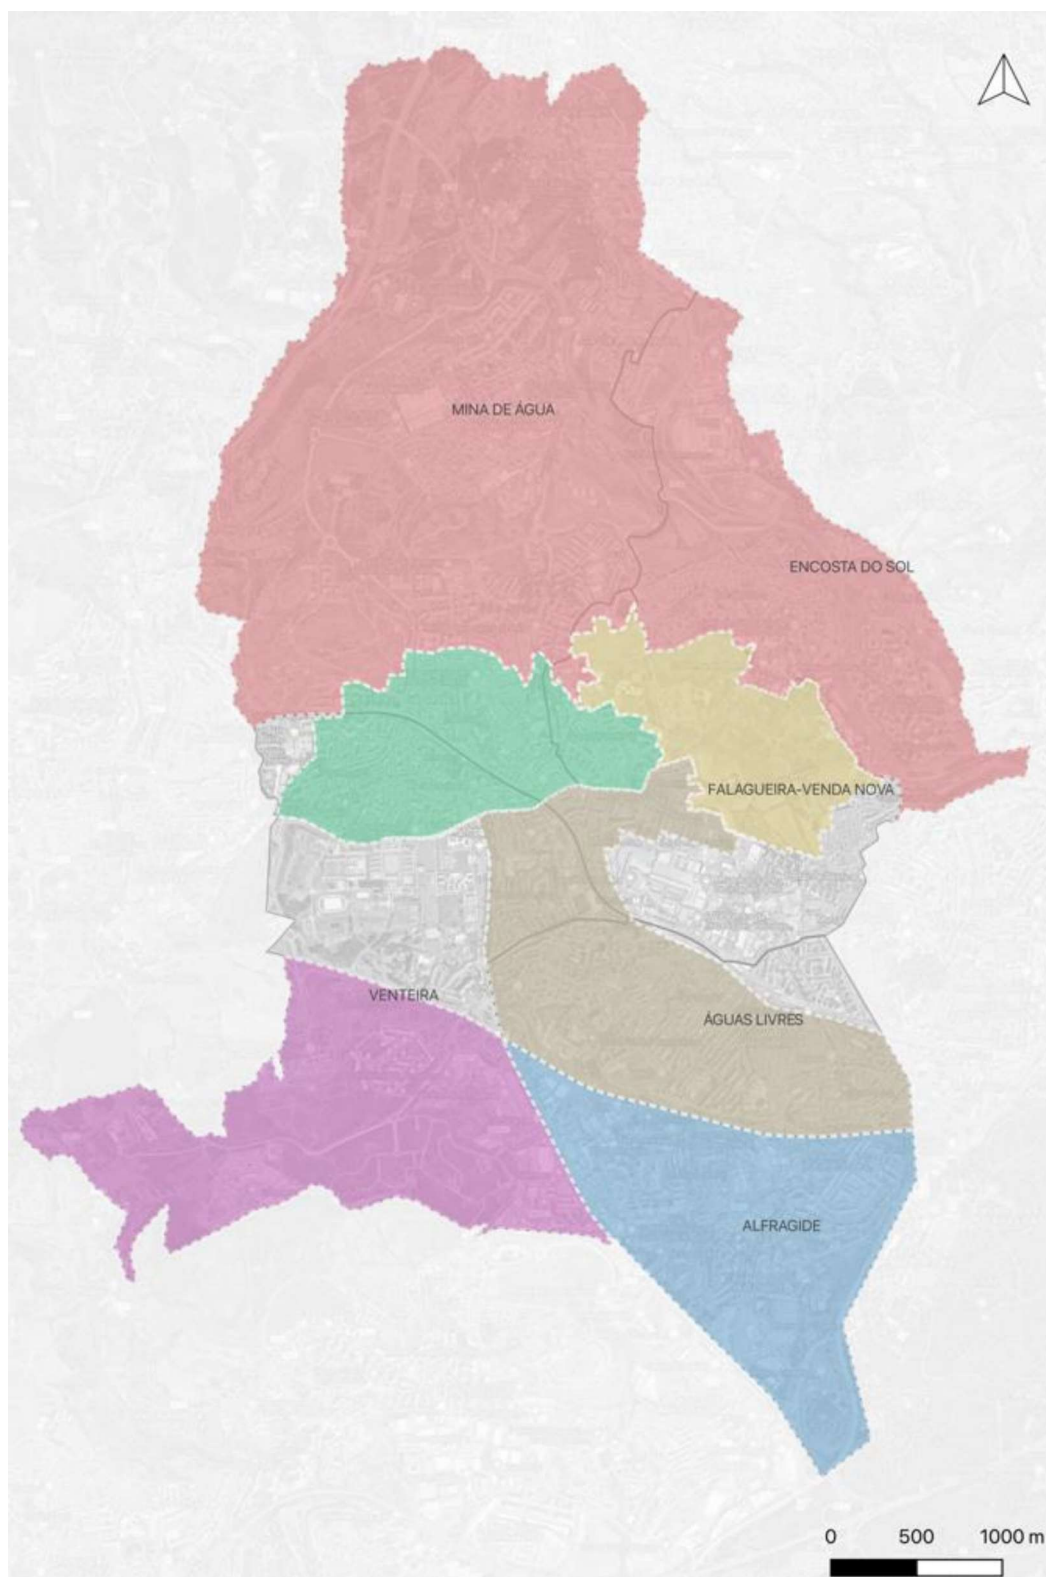 MINA DE ÁGUA
ENCOSTA DO SOL
FALAGUEIRA-VENDA NOVA
VENTEIRA
ÁGUAS LIVRES
ALFRAGIDE
0 500 1000 m